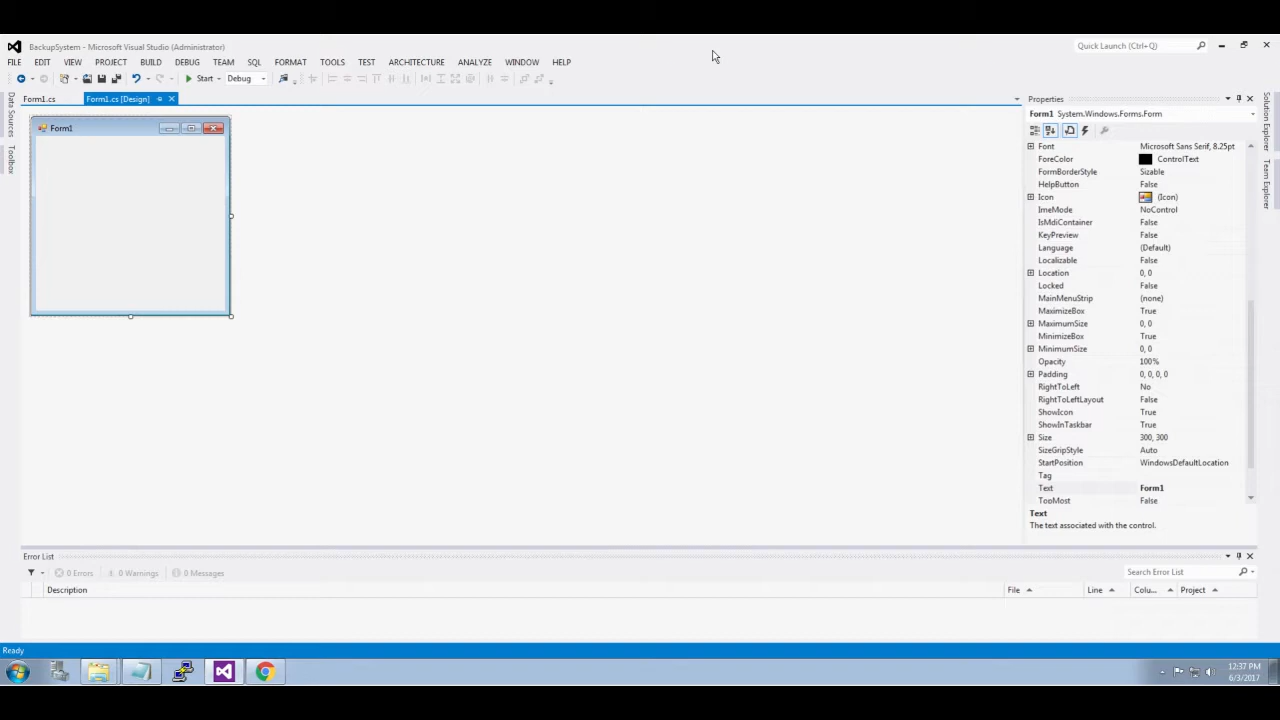 BackupSystem - Microsoft Visual Studio (Administrator)
Quick Launch (Ctrl+Q)
FILE EDIT VIEW PROJECT BUILD DEBUG TEAM SQL FORMAT TOOLS TEST ARCHITECTURE ANALYZE WINDOW HELP
Start Debug
Data Sources
Toolbox
Form1.cs
Form1.cs [Design]
Form1
Properties
Form1 System.Windows.Forms.Form
Font Microsoft Sans Serif, 8.25pt
ForeColor ControlText
FormBorderStyle Sizable
HelpButton False
Icon (Icon)
ImeMode NoControl
IsMdiContainer False
KeyPreview False
Language (Default)
Localizable False
Location 0, 0
Locked False
MainMenuStrip (none)
MaximizeBox True
MaximumSize 0, 0
MinimizeBox True
MinimumSize 0, 0
Opacity 100%
Padding 0, 0, 0, 0
RightToLeft No
RightToLeftLayout False
ShowIcon True
ShowInTaskbar True
Size 300, 300
SizeGripStyle Auto
StartPosition WindowsDefaultLocation
Tag
Text Form1
TopMost False
Text
The text associated with the control.
Solution Explorer
Team Explorer
Error List
0 Errors 0 Warnings 0 Messages
Search Error List
Description File Line Colu... Project
Ready
12:37 PM
6/3/2017